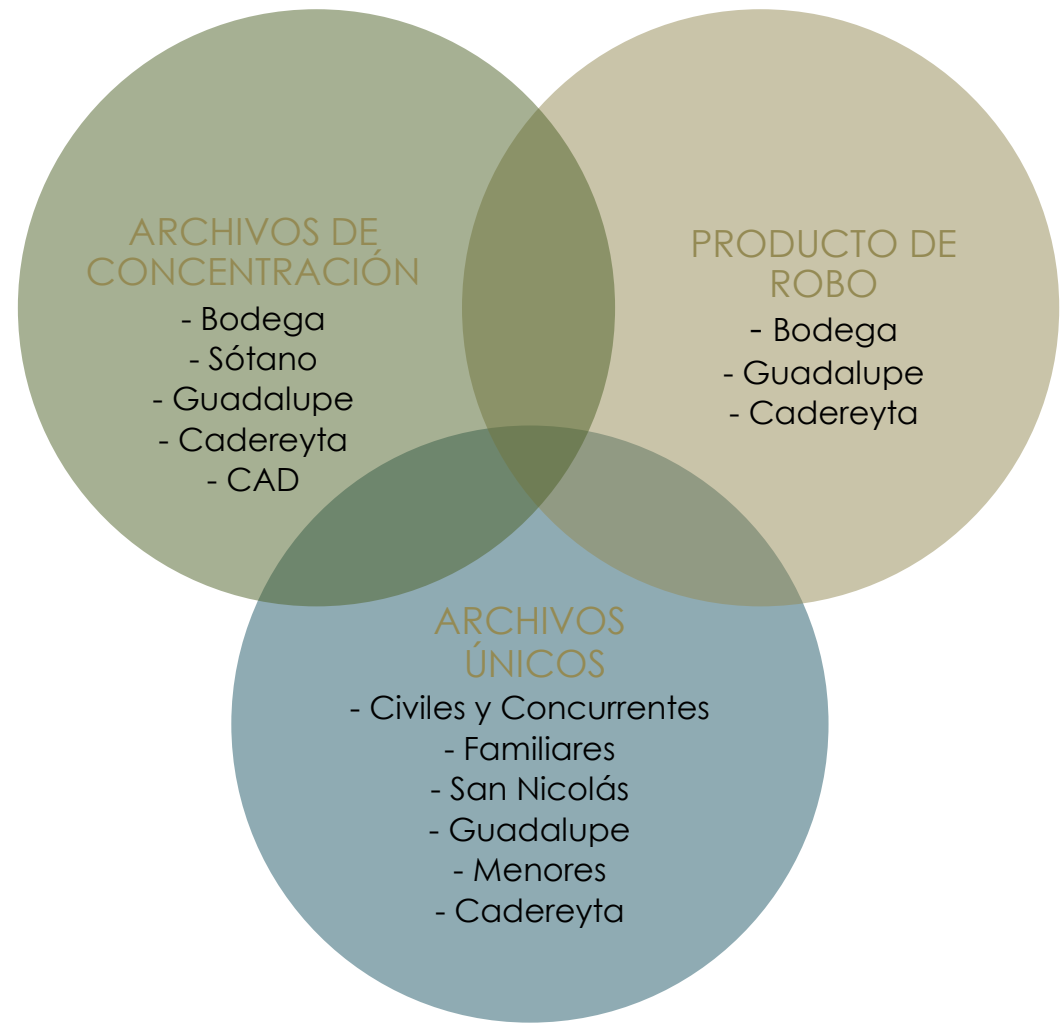 ARCHIVOS DE
CONCENTRACIÓN
- Bodega
- Sótano
- Guadalupe
- Cadereyta
- CAD
PRODUCTO DE
ROBO
- Bodega
- Guadalupe
- Cadereyta
ARCHIVOS
ÚNICOS
- Civiles y Concurrentes
- Familiares
- San Nicolás
- Guadalupe
- Menores
- Cadereyta